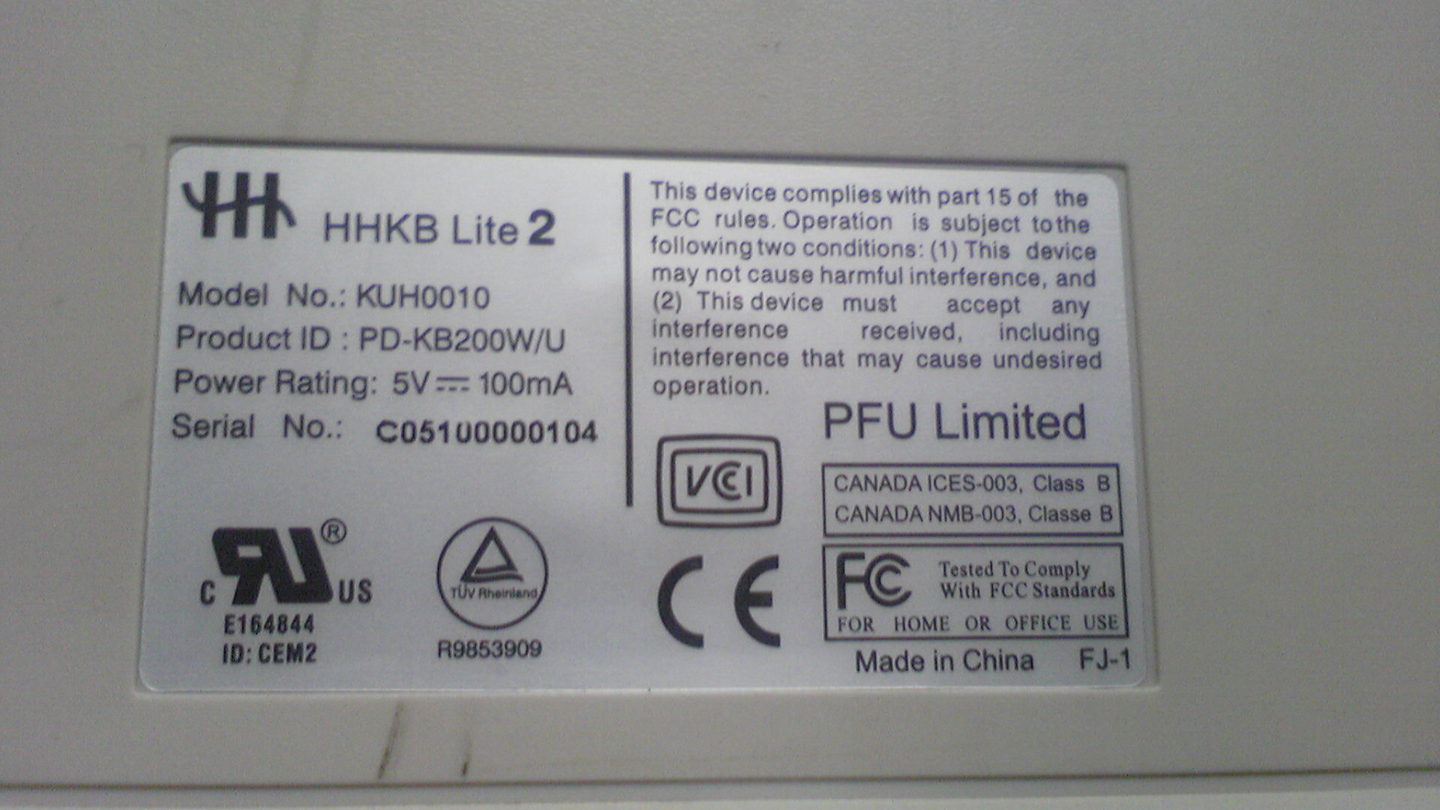 HHKB Lite 2
Model No.: KUH0010
Product ID : PD-KB200W/U
Power Rating: 5V ⎓ 100mA
Serial No.: C05100000104
C RU ® US
E164844
ID: CEM2
TÜV Rheinland
R9853909
This device complies with part 15 of the
FCC rules. Operation is subject to the
following two conditions: (1) This device
may not cause harmful interference, and
(2) This device must accept any
interference received, including
interference that may cause undesired
operation.
PFU Limited
VCCI
CANADA ICES-003, Class B
CANADA NMB-003, Classe B
CE
FC Tested To Comply
With FCC Standards
FOR HOME OR OFFICE USE
Made in China FJ-1